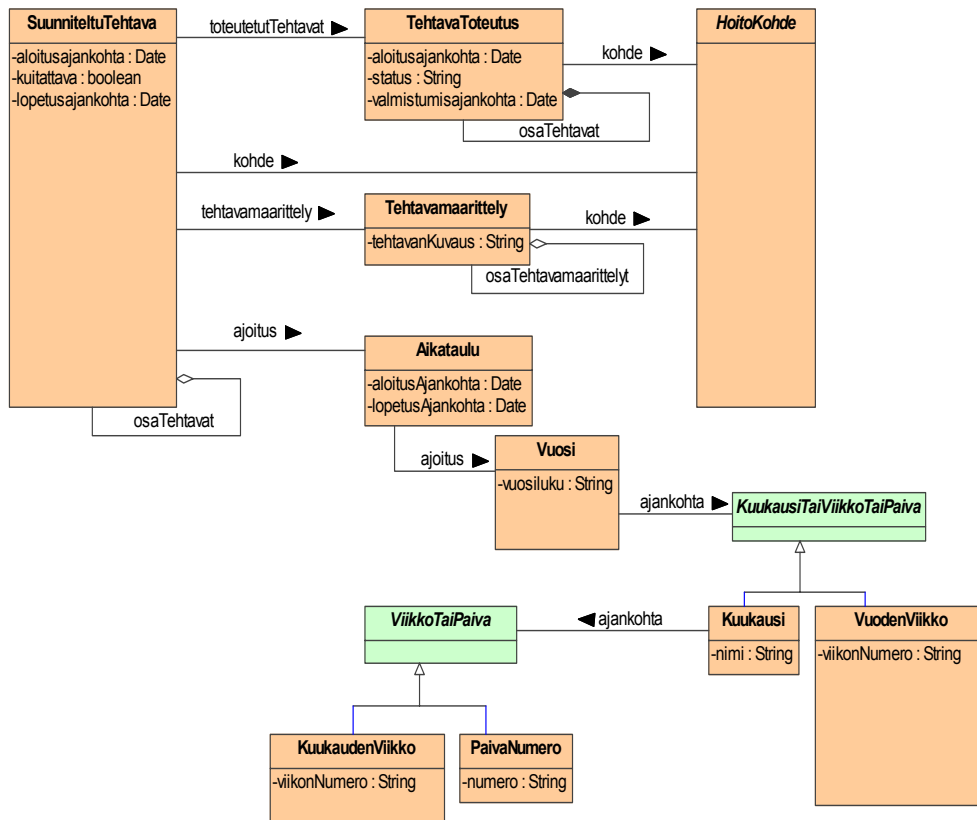 SuunniteltuTehtava
-aloitusajankohta : Date
-kuitattava : boolean
-lopetusajankohta : Date
toteutetutTehtavat
TehtavaToteutus
-aloitusajankohta : Date
-status : String
-valmistumisajankohta : Date
kohde
HoitoKohde
osaTehtavat
kohde
tehtavamaarittely
Tehtavamaarittely
-tehtavanKuvaus : String
kohde
osaTehtavamaarittelyt
ajoitus
Aikataulu
-aloitusAjankohta : Date
-lopetusAjankohta : Date
osaTehtavat
ajoitus
Vuosi
-vuosiluku : String
ajankohta
KuukausiTaiViikkoTaiPaiva
ViikkoTaiPaiva
ajankohta
Kuukausi
-nimi : String
VuodenViikko
-viikonNumero : String
KuukaudenViikko
-viikonNumero : String
PaivaNumero
-numero : String